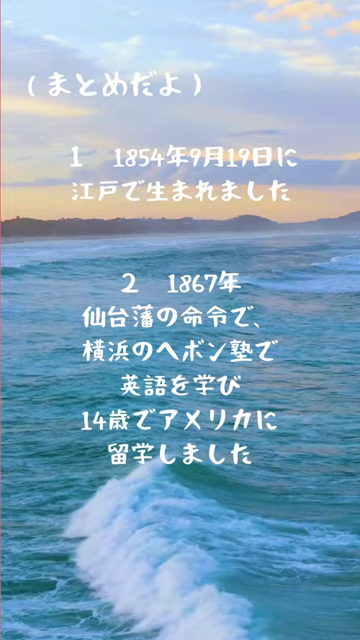 (まとめだよ)
1 1854年9月19日に
江戸で生まれました
2 1867年
仙台藩の命令で、
横浜のヘボン塾で
英語を学び
14歳でアメリカに
留学しました